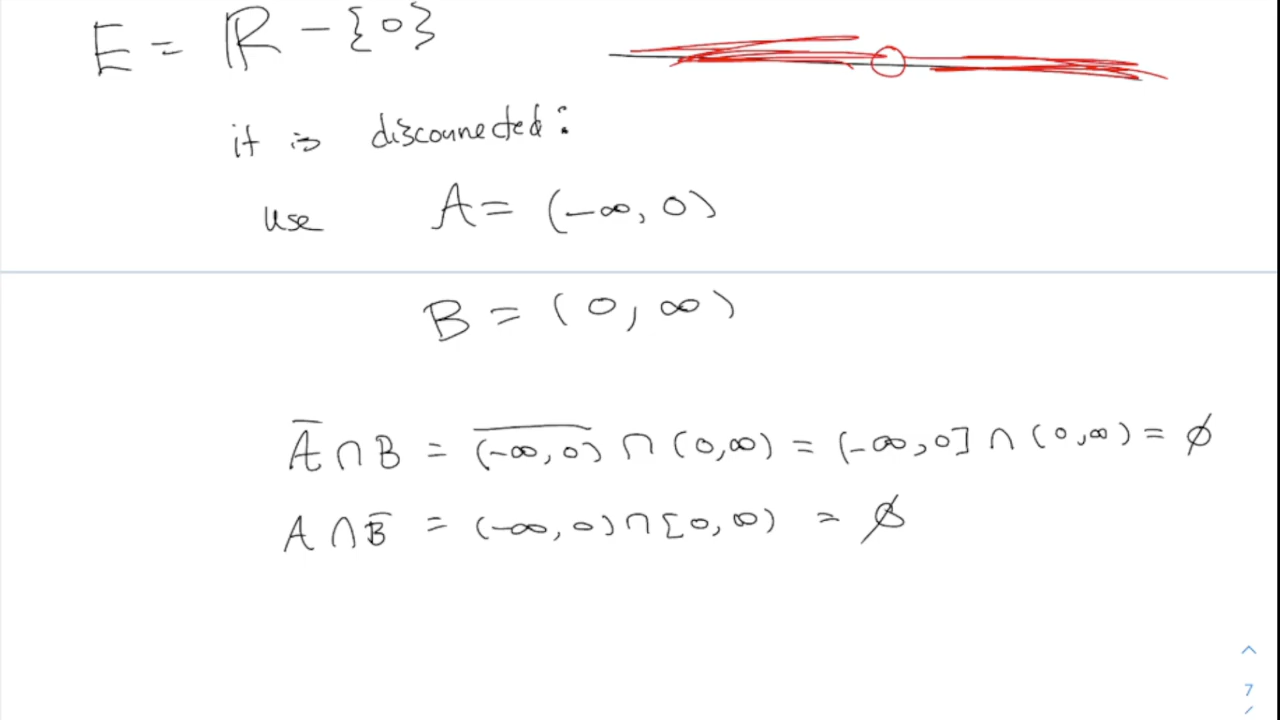 E = ℝ - {0}
it is disconnected:
use A = (-∞, 0)
B = (0, ∞)
A̅ ∩ B = \overline{(-∞, 0)} ∩ (0, ∞) = (-∞, 0] ∩ (0, ∞) = ∅
A ∩ B̅ = (-∞, 0) ∩ [0, ∞) = ∅
7